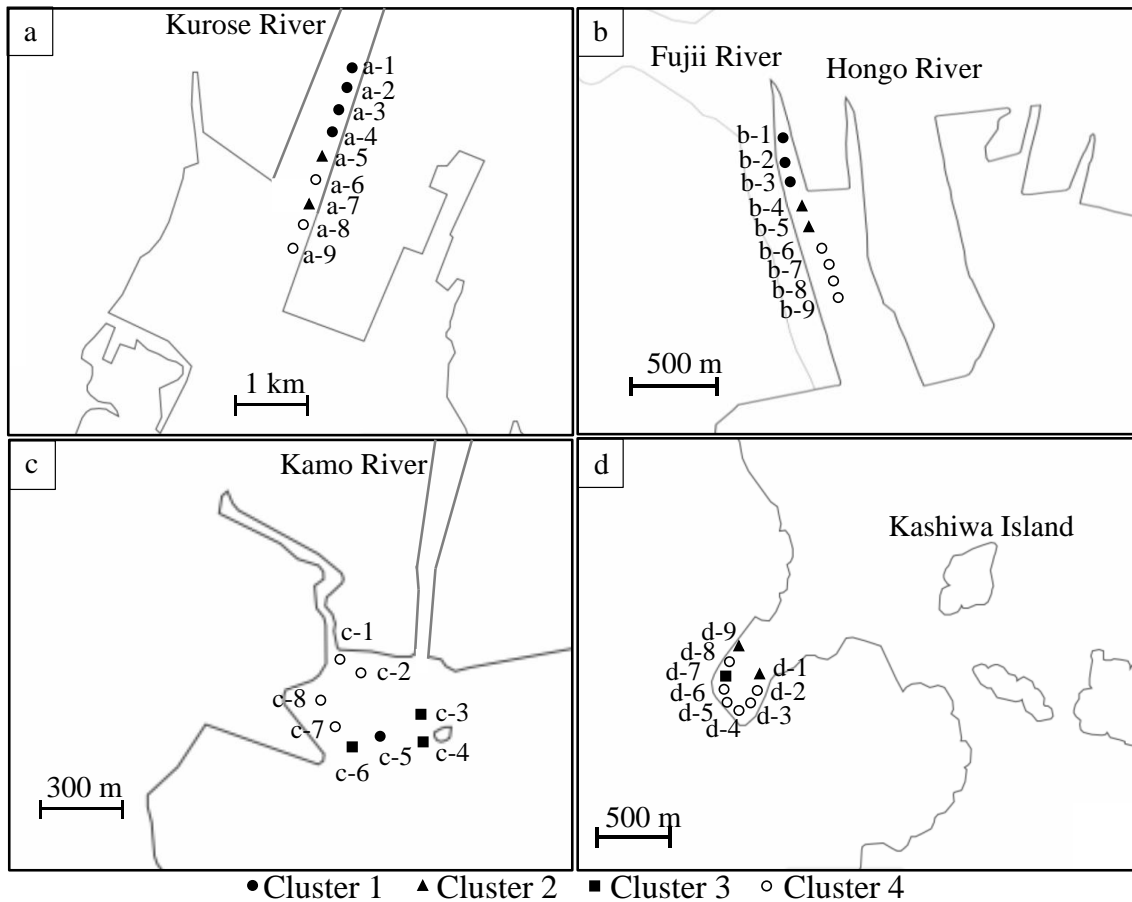 a
Kurose River
a-1
a-2
a-3
a-4
a-5
a-6
a-7
a-8
a-9
1 km
b
Fujii River
Hongo River
b-1
b-2
b-3
b-4
b-5
b-6
b-7
b-8
b-9
500 m
c
Kamo River
c-1
c-2
c-8
c-3
c-7
c-4
c-5
c-6
300 m
d
Kashiwa Island
d-9
d-8
d-7
d-1
d-6
d-2
d-5
d-3
d-4
500 m
Cluster 1 Cluster 2 Cluster 3 Cluster 4